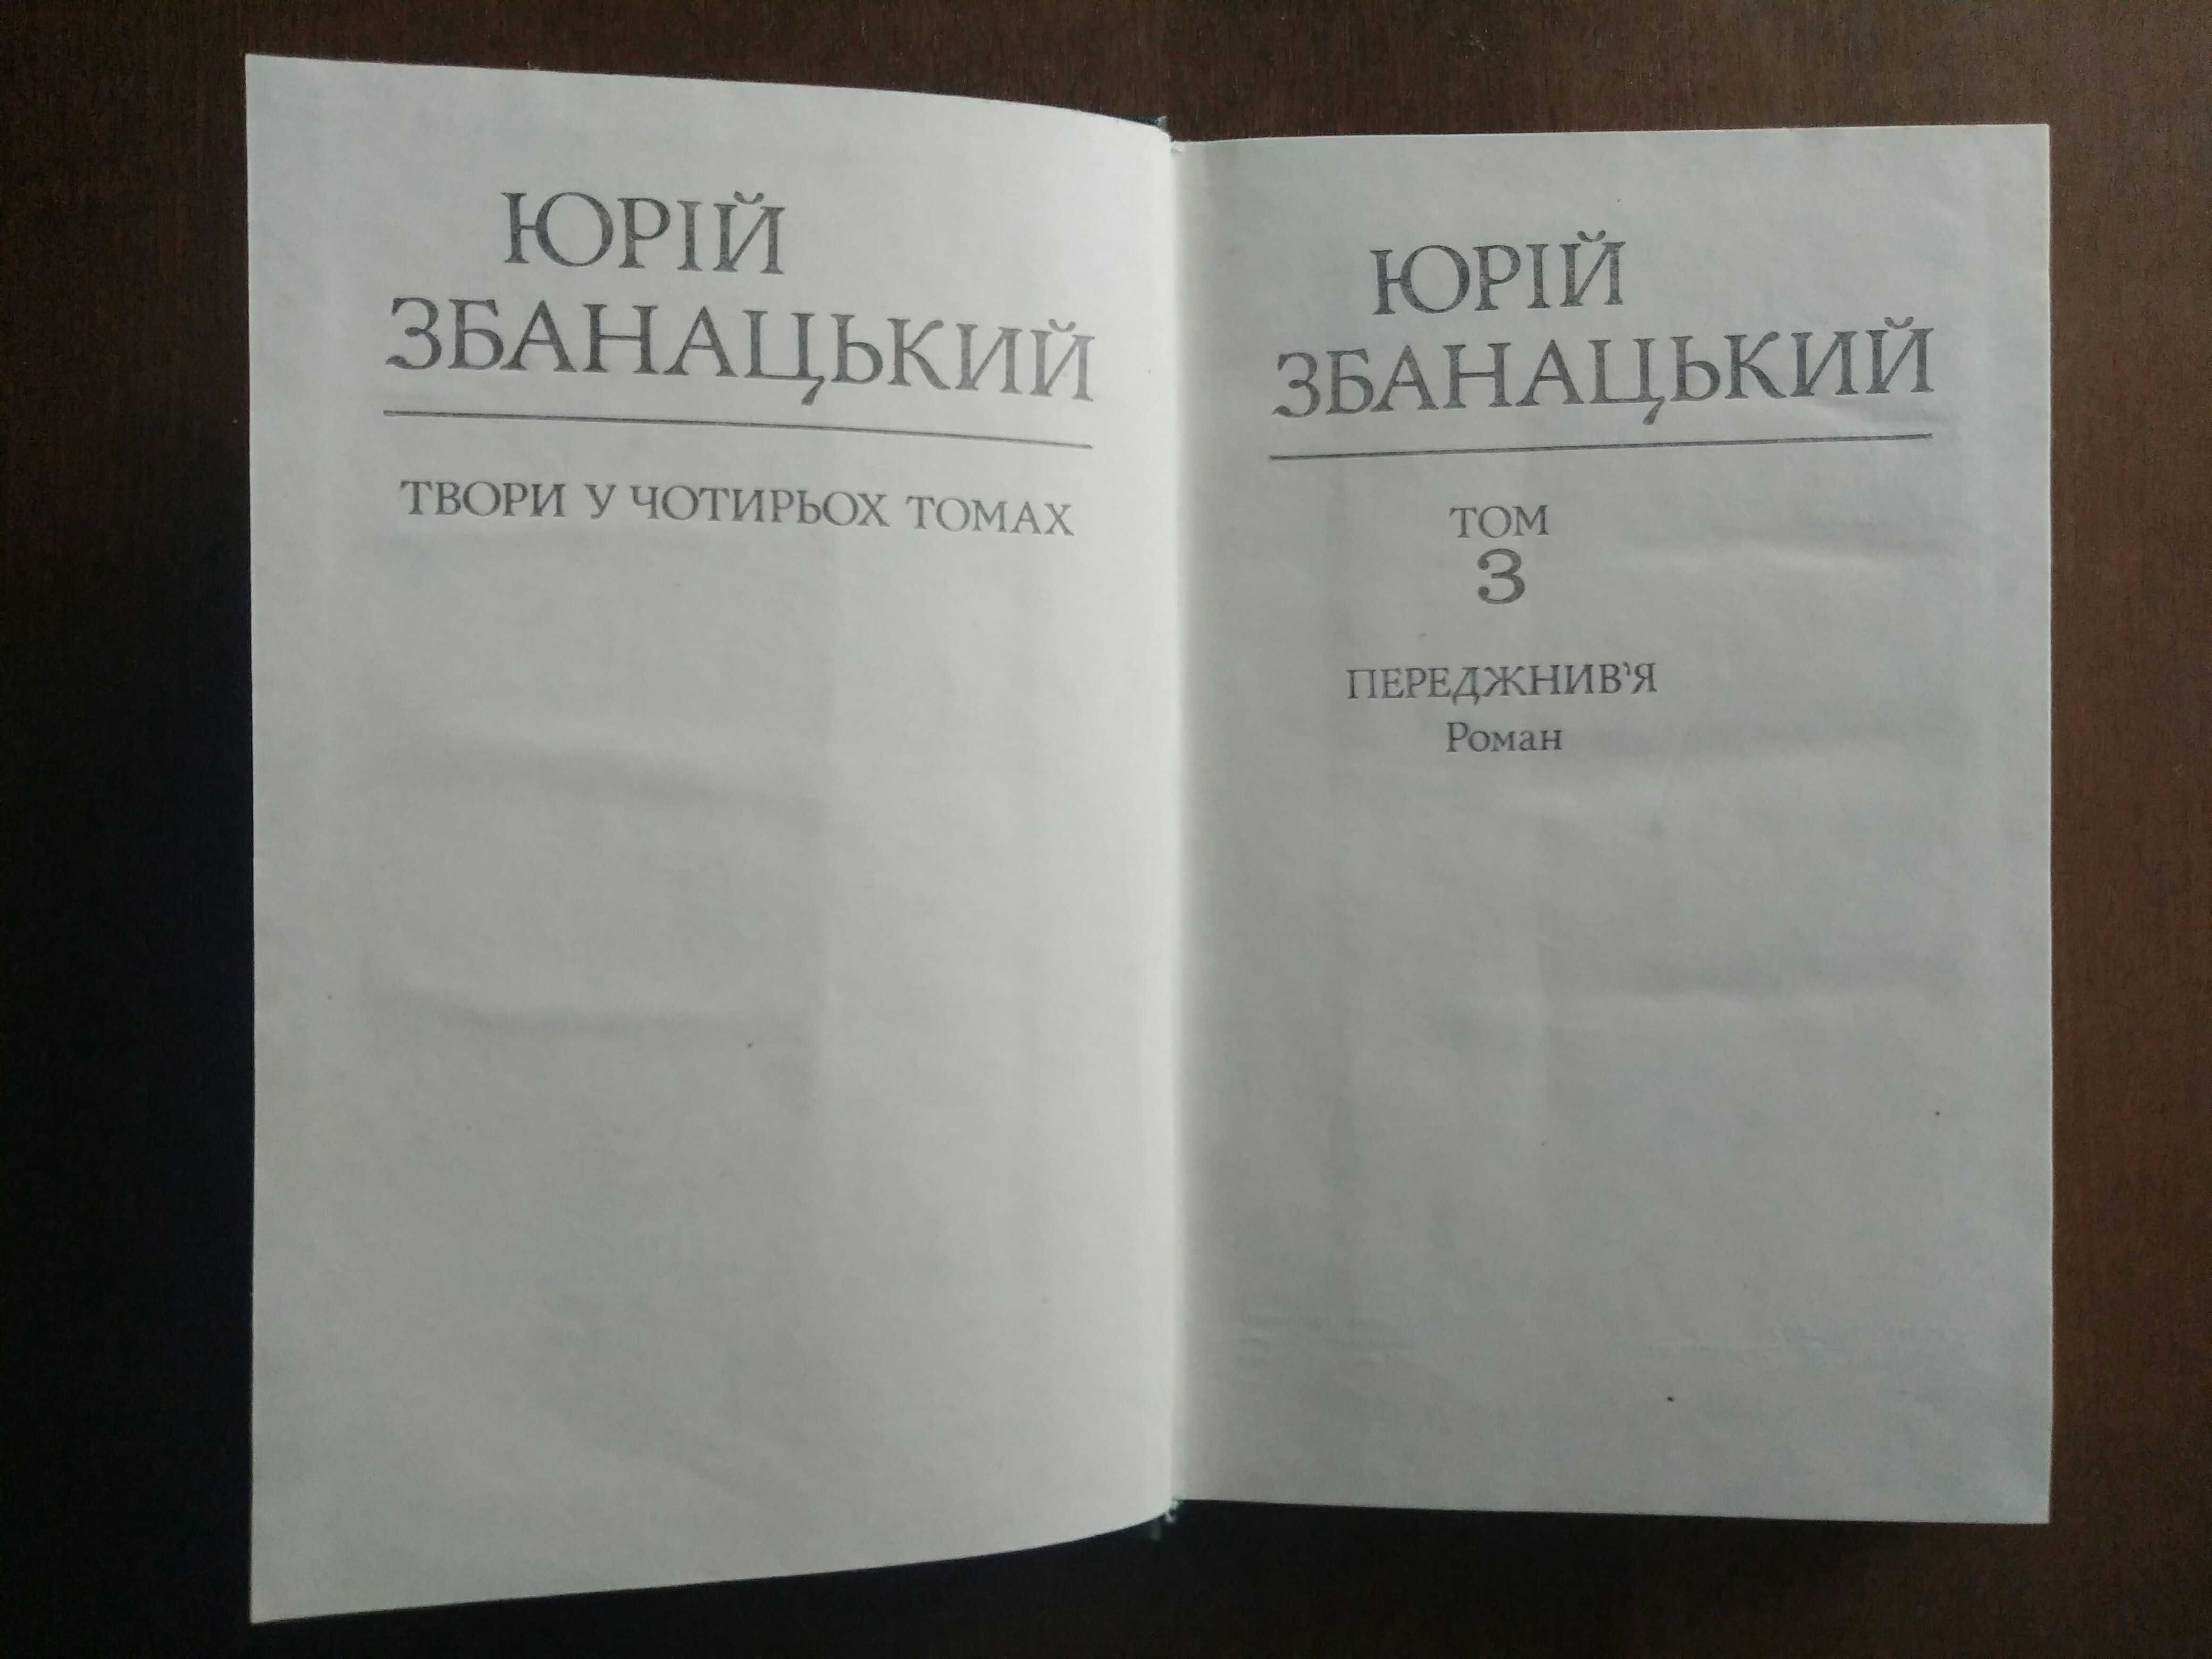 ЮРІЙ
ЗБАНАЦЬКИЙ
ТВОРИ У ЧОТИРЬОХ ТОМАХ
ЮРІЙ
ЗБАНАЦЬКИЙ
ТОМ
3
ПЕРЕДЖНИВ'Я
Роман